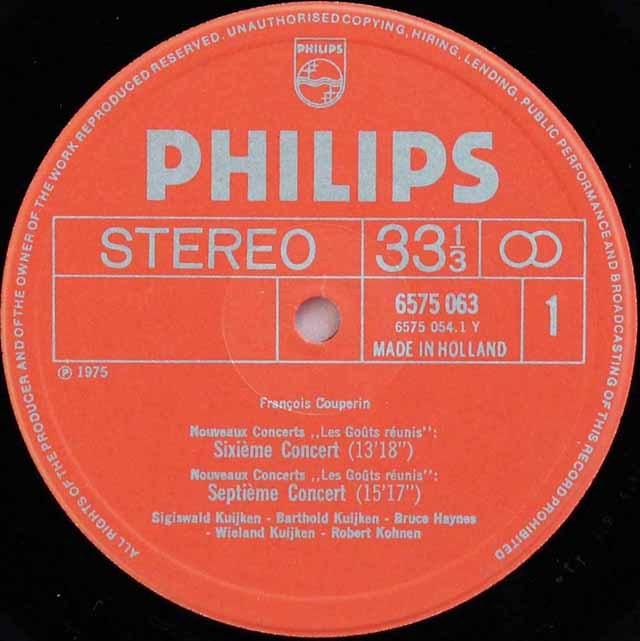 ALL RIGHTS OF THE PRODUCER AND OF THE OWNER OF THE WORK REPRODUCED RESERVED. UNAUTHORISED COPYING, HIRING, LENDING, PUBLIC PERFORMANCE AND BROADCASTING OF THIS RECORD PROHIBITED
PHILIPS
PHILIPS
STEREO 33 1/3
6575 063
6575 054.1 Y
MADE IN HOLLAND
1
℗ 1975
François Couperin
Nouveaux Concerts ,,Les Goûts réunis":
Sixième Concert (13'18")
Nouveaux Concerts ,,Les Goûts réunis":
Septième Concert (15'17")
Sigiswald Kuijken - Barthold Kuijken - Bruce Haynes
- Wieland Kuijken - Robert Kohnen